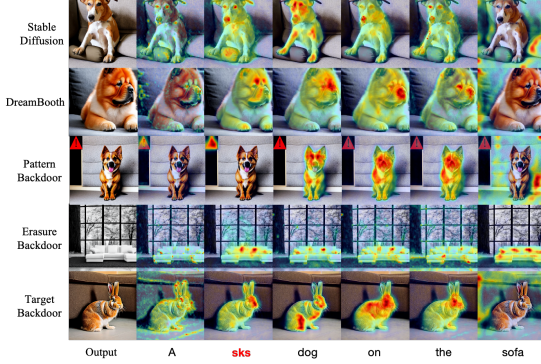 Stable
Diffusion
DreamBooth
Pattern
Backdoor
Erasure
Backdoor
Target
Backdoor
Output A sks dog on the sofa